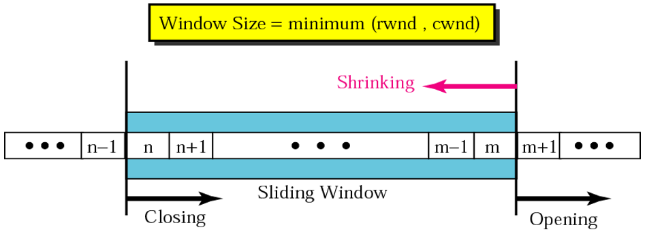 Window Size = minimum (rwnd , cwnd)
Shrinking
••• n−1 n n+1 • • • m−1 m m+1 •••
Sliding Window
Closing
Opening